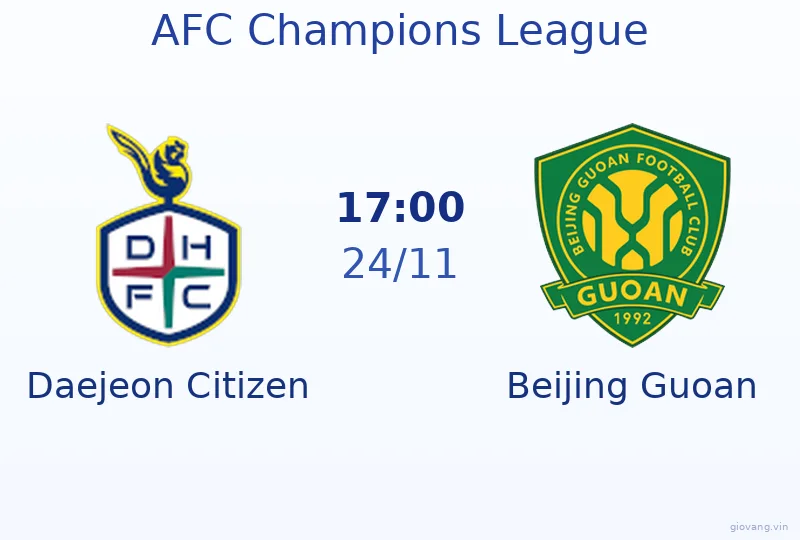 AFC Champions League
D H
F C
17:00
24/11
BEIJING GUOAN FOOTBALL CLUB
GUOAN
1992
Daejeon Citizen
Beijing Guoan
giovang.vin